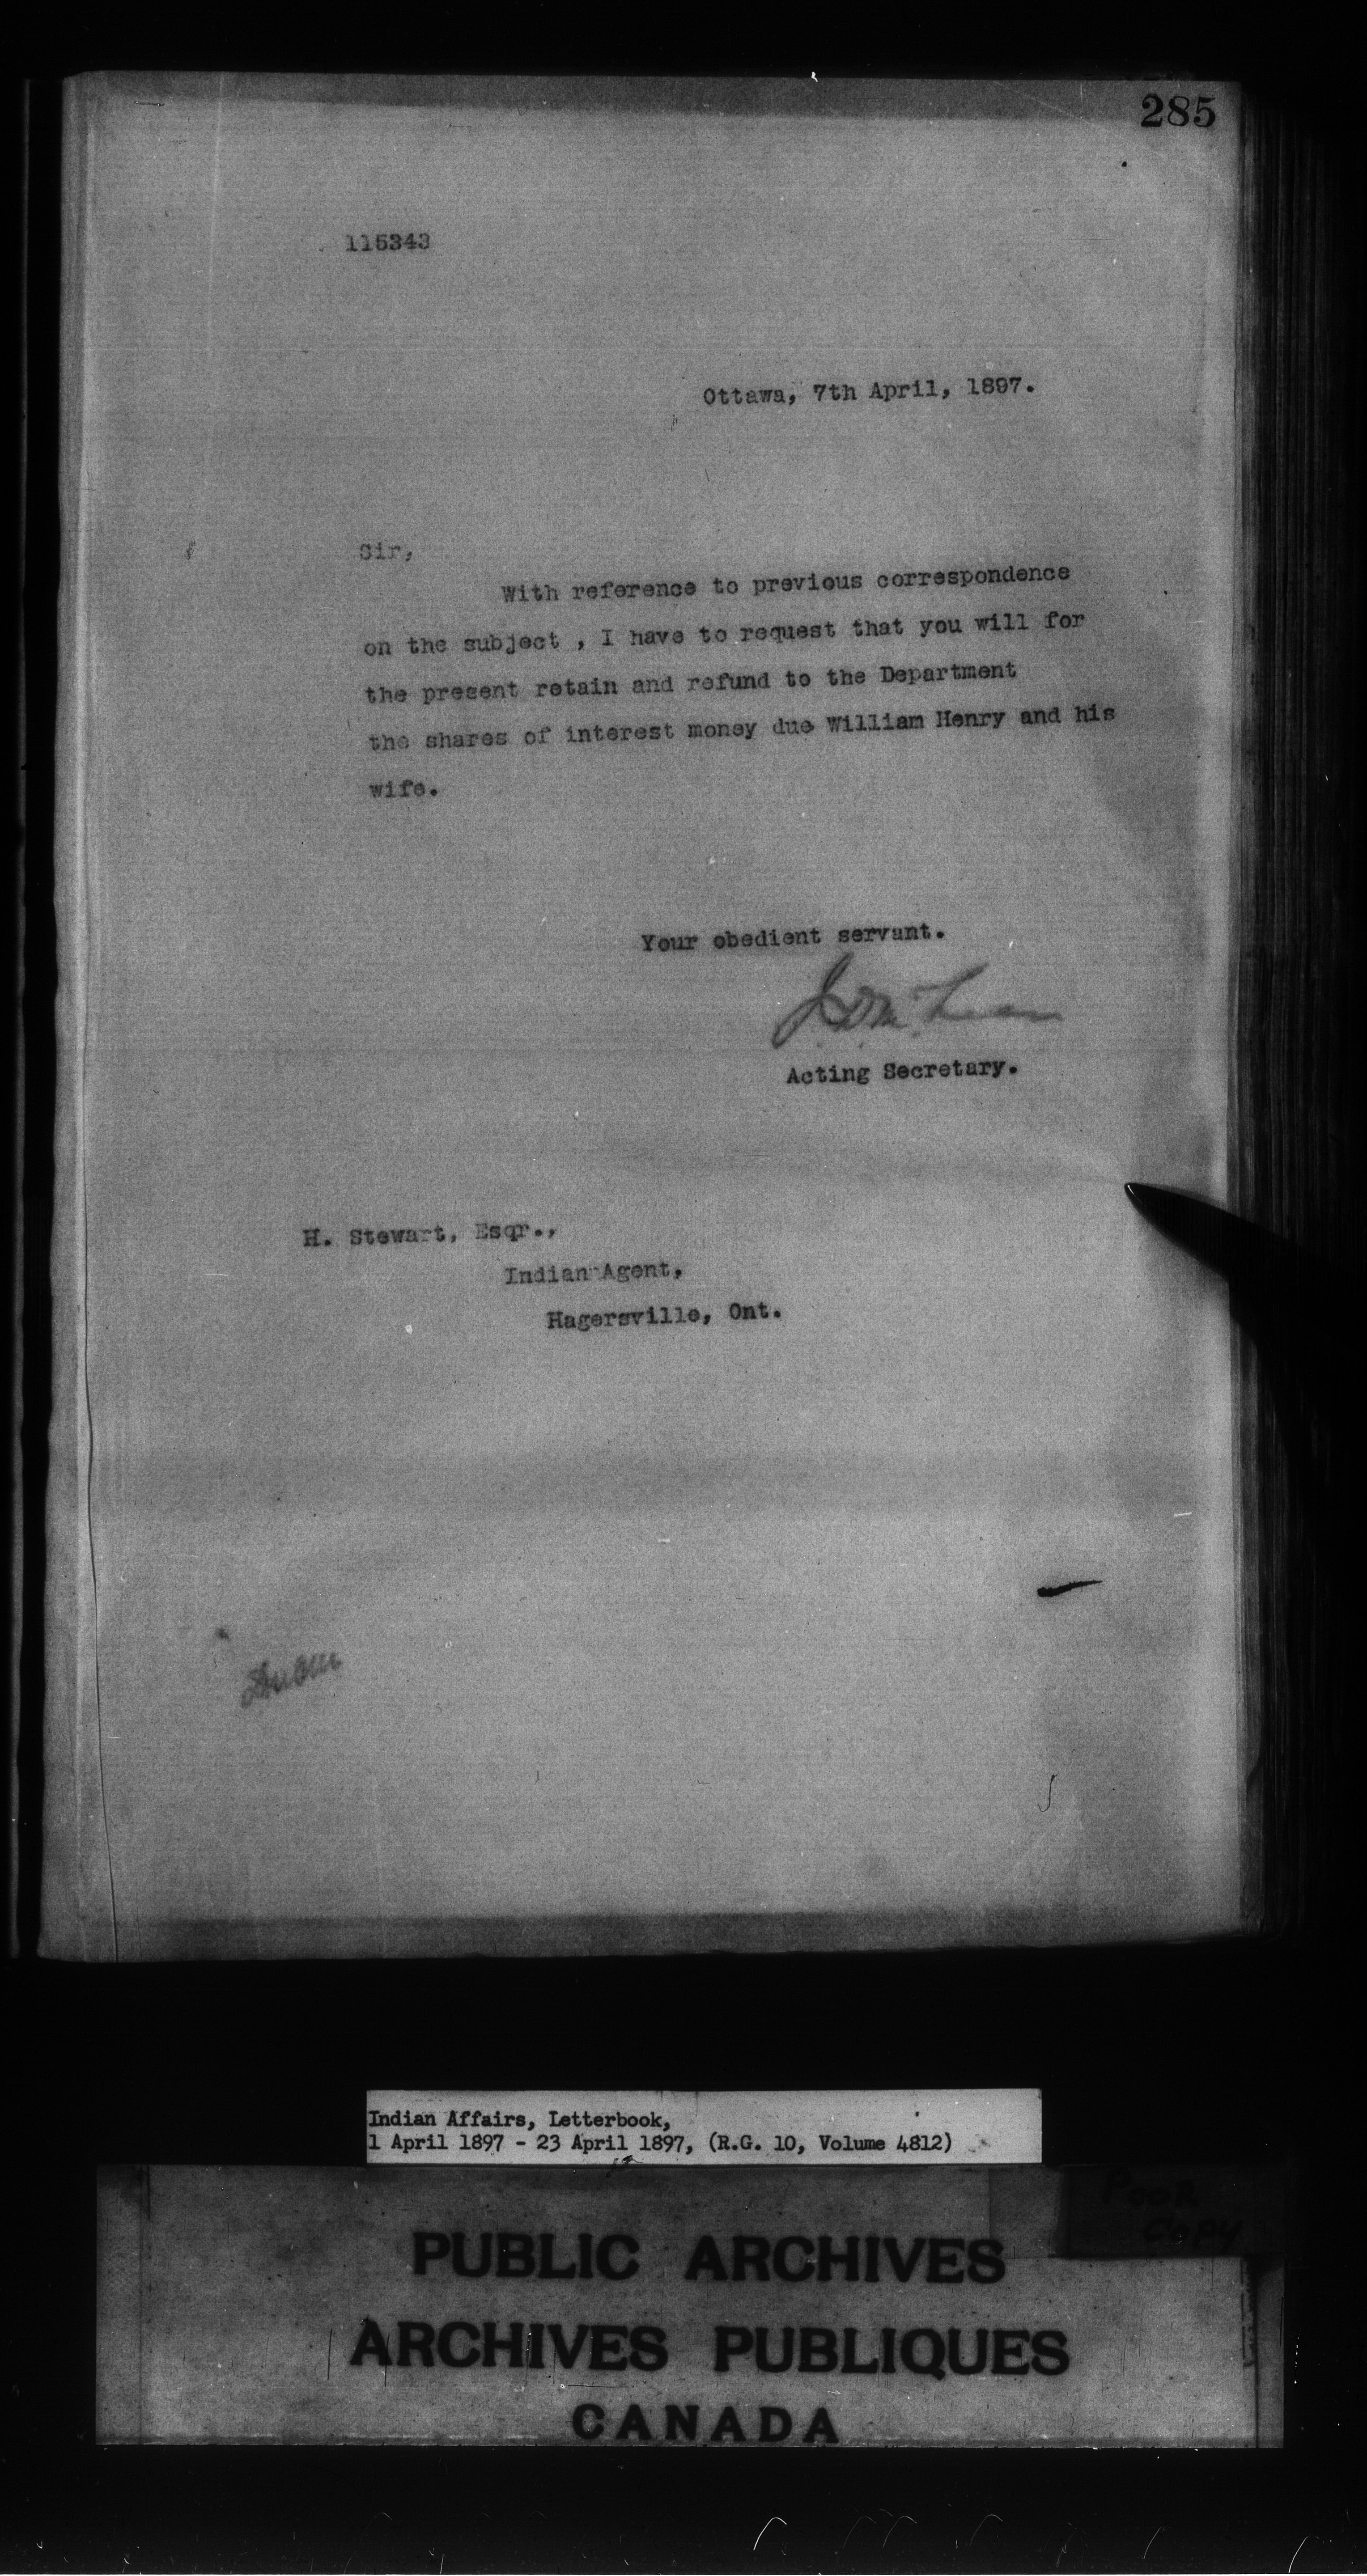 285
115343
Ottawa, 7th April, 1897.
Sir,
With reference to previous correspondence
on the subject , I have to request that you will for
the present retain and refund to the Department
the shares of interest money due William Henry and his
wife.
Your obedient servant.
Acting Secretary.
H. Stewart, Esqr.,
Indian Agent,
Hagersville, Ont.
Indian Affairs, Letterbook,
1 April 1897 - 23 April 1897, (R.G. 10, Volume 4812)
POOR
COPY
PUBLIC ARCHIVES
ARCHIVES PUBLIQUES
CANADA